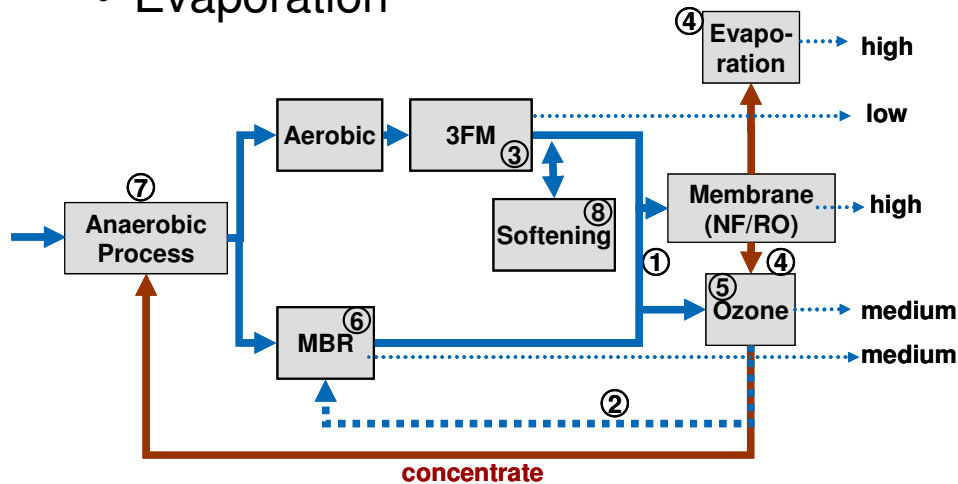 • Evaporation
④ Evapo-
ration
high
low
Aerobic
3FM
③
⑦
Anaerobic
Process
Softening
⑧
Membrane
(NF/RO)
high
①
④
⑤
Ozone
medium
⑥
MBR
medium
②
concentrate